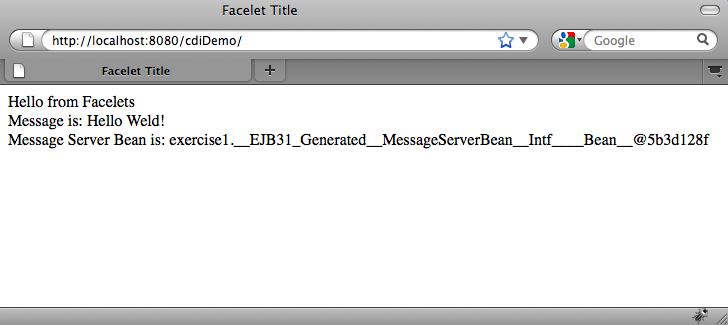 Facelet Title
http://localhost:8080/cdiDemo/
Google
Facelet Title
Hello from Facelets
Message is: Hello Weld!
Message Server Bean is: exercise1.__EJB31_Generated__MessageServerBean__Intf____Bean__@5b3d128f